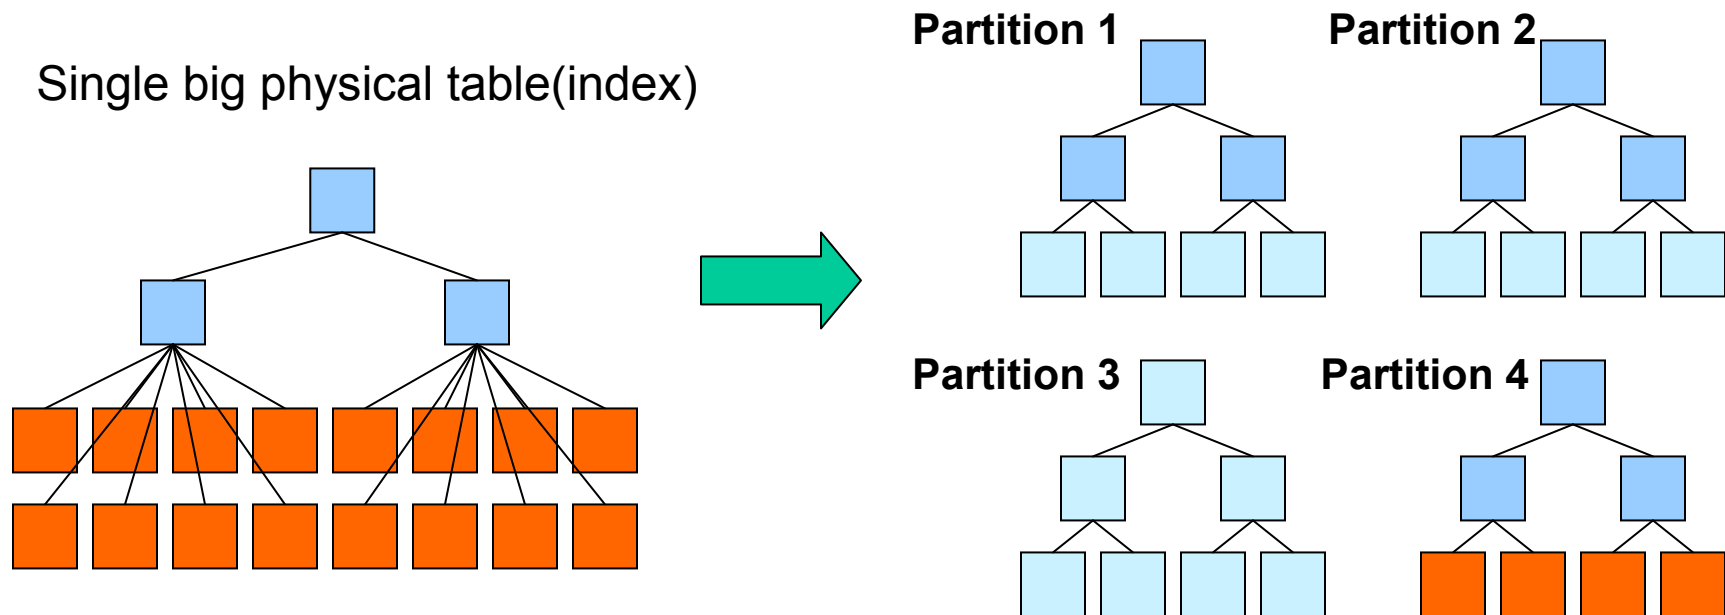 Single big physical table(index)
Partition 1
Partition 2
Partition 3
Partition 4